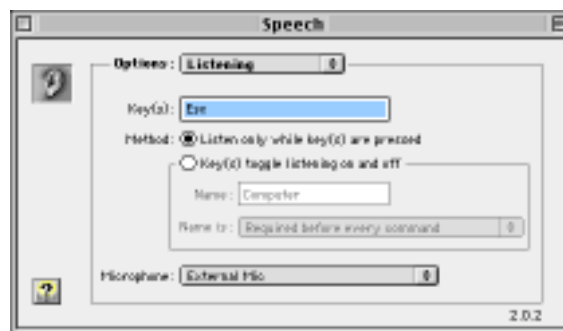 Speech
Options: Listening
Key(s): Esc
Method: Listen only while key(s) are pressed
Key(s) toggle listening on and off
Name: Computer
Name is: Required before every command
Microphone: External Mic
2.0.2